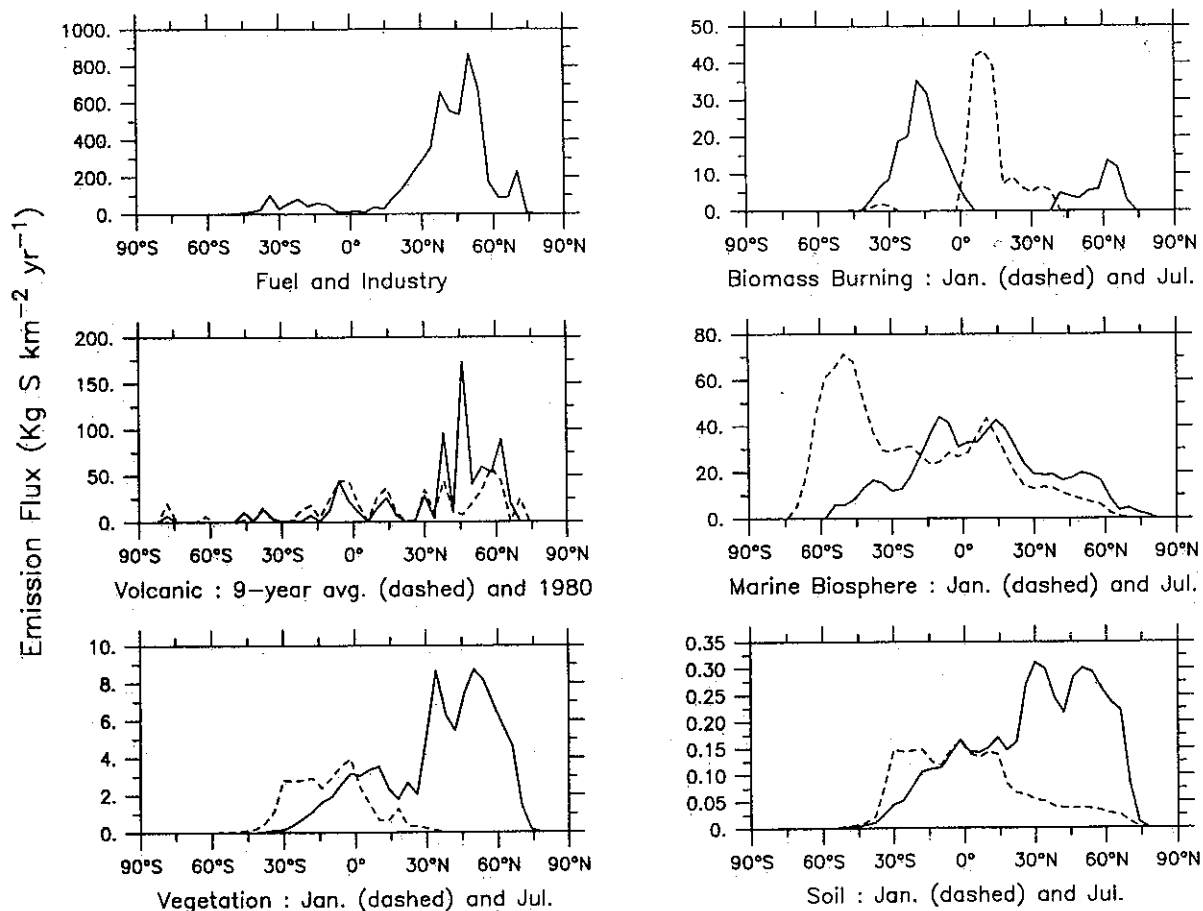 Emission Flux (Kg S km−2 yr−1)
1000.
800.
600.
400.
200.
0.
90°S 60°S 30°S 0° 30°N 60°N 90°N
Fuel and Industry
50.
40.
30.
20.
10.
0.
90°S 60°S 30°S 0° 30°N 60°N 90°N
Biomass Burning : Jan. (dashed) and Jul.
200.
150.
100.
50.
0.
90°S 60°S 30°S 0° 30°N 60°N 90°N
Volcanic : 9−year avg. (dashed) and 1980
80.
60.
40.
20.
0.
90°S 60°S 30°S 0° 30°N 60°N 90°N
Marine Biosphere : Jan. (dashed) and Jul.
10.
8.
6.
4.
2.
0.
90°S 60°S 30°S 0° 30°N 60°N 90°N
Vegetation : Jan. (dashed) and Jul.
0.35
0.30
0.25
0.20
0.15
0.10
0.05
0.
90°S 60°S 30°S 0° 30°N 60°N 90°N
Soil : Jan. (dashed) and Jul.